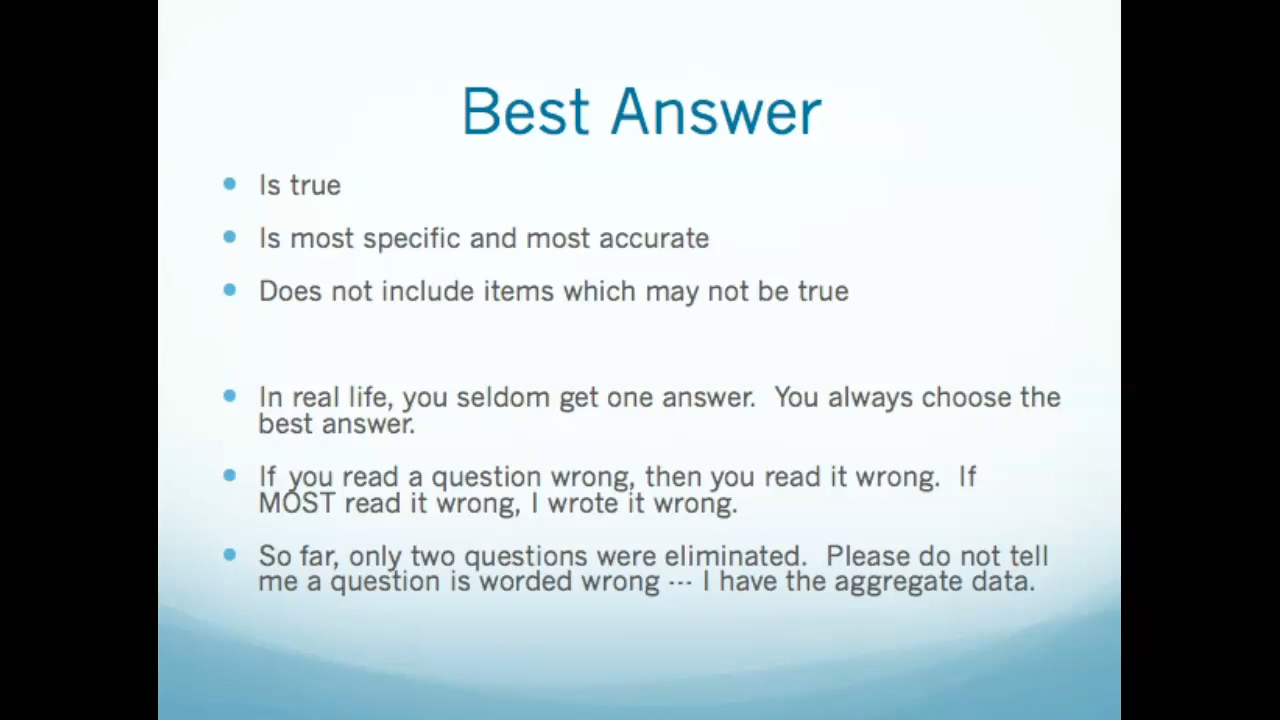 Best Answer
Is true
Is most specific and most accurate
Does not include items which may not be true
In real life, you seldom get one answer.  You always choose the
best answer.
If you read a question wrong, then you read it wrong.  If
MOST read it wrong, I wrote it wrong.
So far, only two questions were eliminated.  Please do not tell
me a question is worded wrong --- I have the aggregate data.